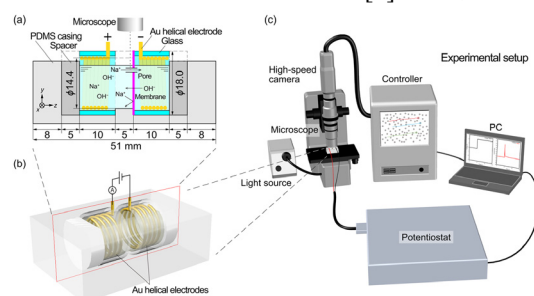 [
]
(a)
Microscope
PDMS casing
Spacer
+
−
Au helical electrode
Glass
Na⁺
Pore
OH⁻
Na⁺
OH⁻
Na⁺
Membrane
OH⁻
ϕ14.4
ϕ18.0
y
x
z
8
5
10
10
5
8
51 mm
(b)
A
Au helical electrodes
(c)
Experimental setup
High-speed
camera
Controller
PC
Microscope
Light source
Potentiostat